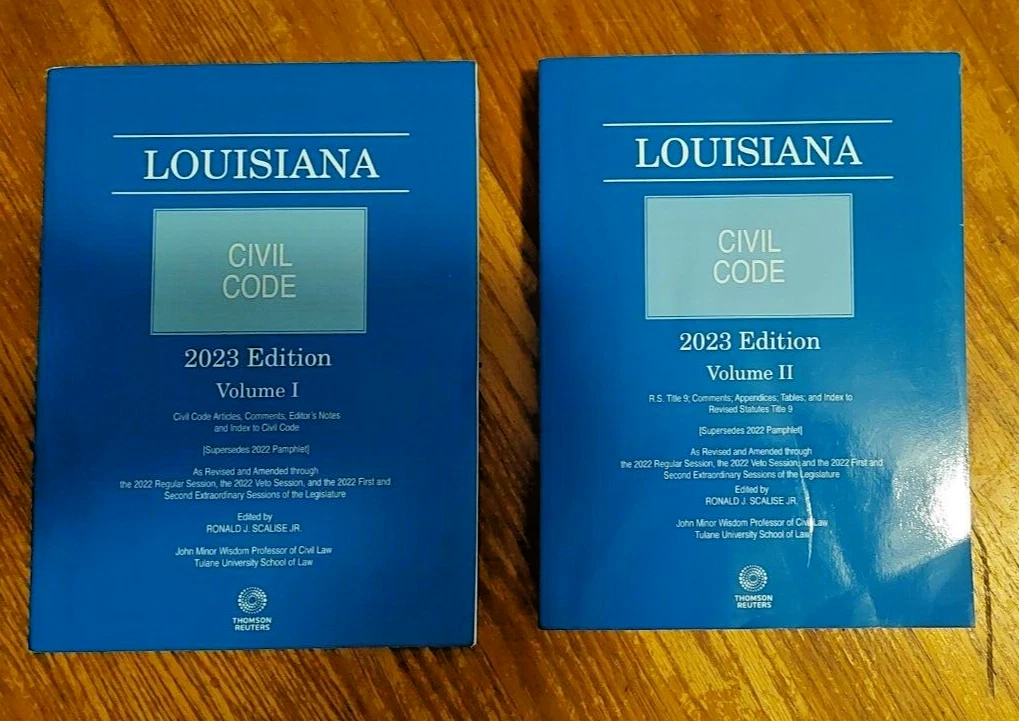 LOUISIANA
CIVIL
CODE
2023 Edition
Volume I
Civil Code Articles, Comments, Editor's Notes
and Index to Civil Code
[Supersedes 2022 Pamphlet]
As Revised and Amended through
the 2022 Regular Session, the 2022 Veto Session, and the 2022 First and
Second Extraordinary Sessions of the Legislature
Edited by
RONALD J. SCALISE JR.
John Minor Wisdom Professor of Civil Law
Tulane University School of Law
THOMSON
REUTERS
LOUISIANA
CIVIL
CODE
2023 Edition
Volume II
R.S. Title 9; Comments; Appendices; Tables; and Index to
Revised Statutes Title 9
[Supersedes 2022 Pamphlet]
As Revised and Amended through
the 2022 Regular Session, the 2022 Veto Session, and the 2022 First and
Second Extraordinary Sessions of the Legislature
Edited by
RONALD J. SCALISE JR.
John Minor Wisdom Professor of Civil Law
Tulane University School of Law
THOMSON
REUTERS